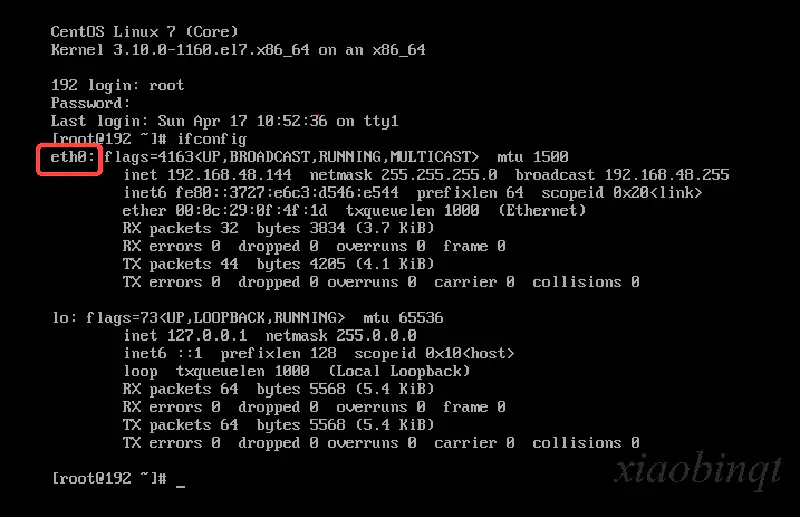 CentOS Linux 7 (Core)
Kernel 3.10.0-1160.el7.x86_64 on an x86_64
192 login: root
Password:
Last login: Sun Apr 17 10:52:36 on tty1
[root@192 ~]# ifconfig
eth0: flags=4163<UP,BROADCAST,RUNNING,MULTICAST>  mtu 1500
inet 192.168.48.144  netmask 255.255.255.0  broadcast 192.168.48.255
inet6 fe80::3727:e6c3:d546:e544  prefixlen 64  scopeid 0x20<link>
ether 00:0c:29:0f:4f:1d  txqueuelen 1000  (Ethernet)
RX packets 32  bytes 3834 (3.7 KiB)
RX errors 0  dropped 0  overruns 0  frame 0
TX packets 44  bytes 4205 (4.1 KiB)
TX errors 0  dropped 0 overruns 0  carrier 0  collisions 0
lo: flags=73<UP,LOOPBACK,RUNNING>  mtu 65536
inet 127.0.0.1  netmask 255.0.0.0
inet6 ::1  prefixlen 128  scopeid 0x10<host>
loop  txqueuelen 1000  (Local Loopback)
RX packets 64  bytes 5568 (5.4 KiB)
RX errors 0  dropped 0  overruns 0  frame 0
TX packets 64  bytes 5568 (5.4 KiB)
TX errors 0  dropped 0 overruns 0  carrier 0  collisions 0
[root@192 ~]# _
xiaobinqt